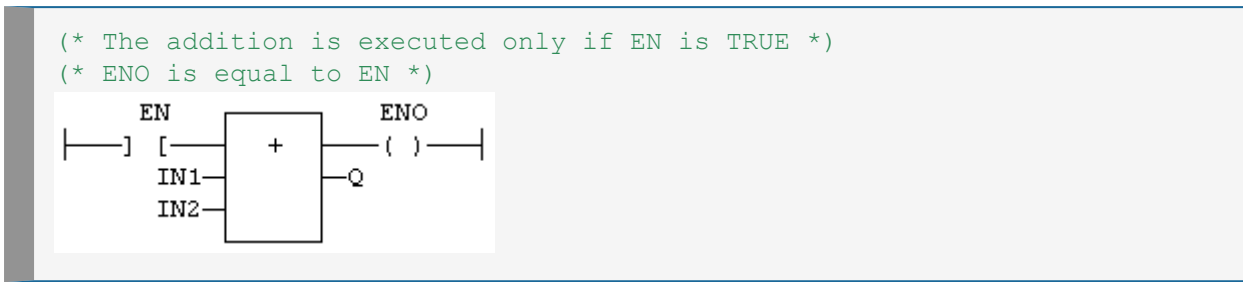 (* The addition is executed only if EN is TRUE *)
(* ENO is equal to EN *)
EN ENO
] [ + ( )
IN1 Q
IN2